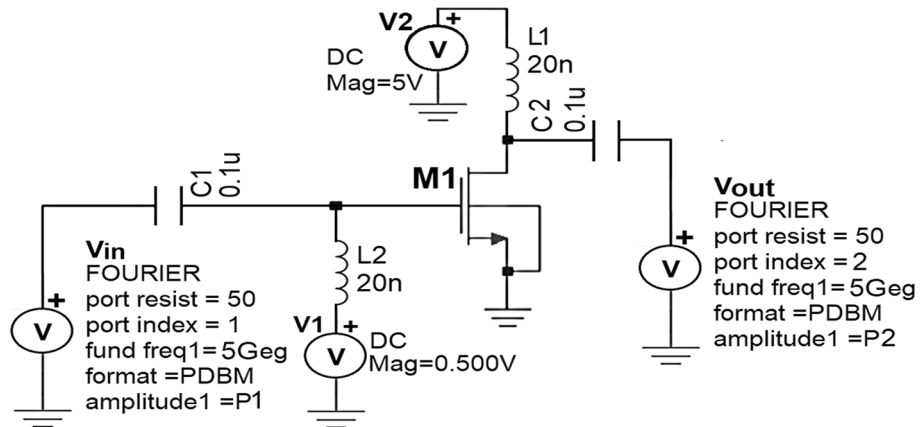 V2
+
V
DC
Mag=5V
L1
20n
C2
0.1u
C1
0.1u
M1
Vin
FOURIER
port resist = 50
port index = 1
fund freq1= 5Geg
format =PDBM
amplitude1 =P1
+
V
L2
20n
V1
+
V
DC
Mag=0.500V
Vout
FOURIER
port resist = 50
port index = 2
fund freq1= 5Geg
format =PDBM
amplitude1 =P2
+
V